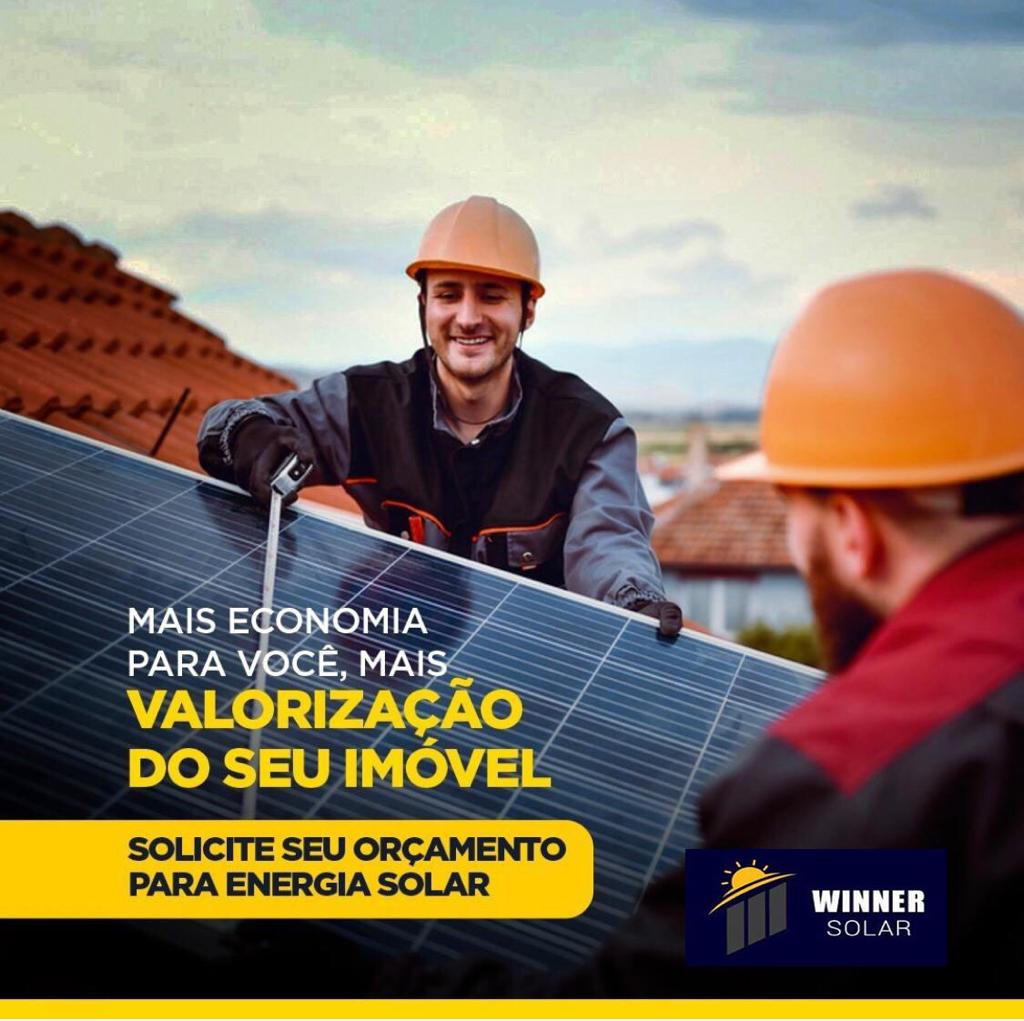 MAIS ECONOMIA
PARA VOCÊ, MAIS
VALORIZAÇÃO
DO SEU IMÓVEL
SOLICITE SEU ORÇAMENTO
PARA ENERGIA SOLAR
WINNER
SOLAR